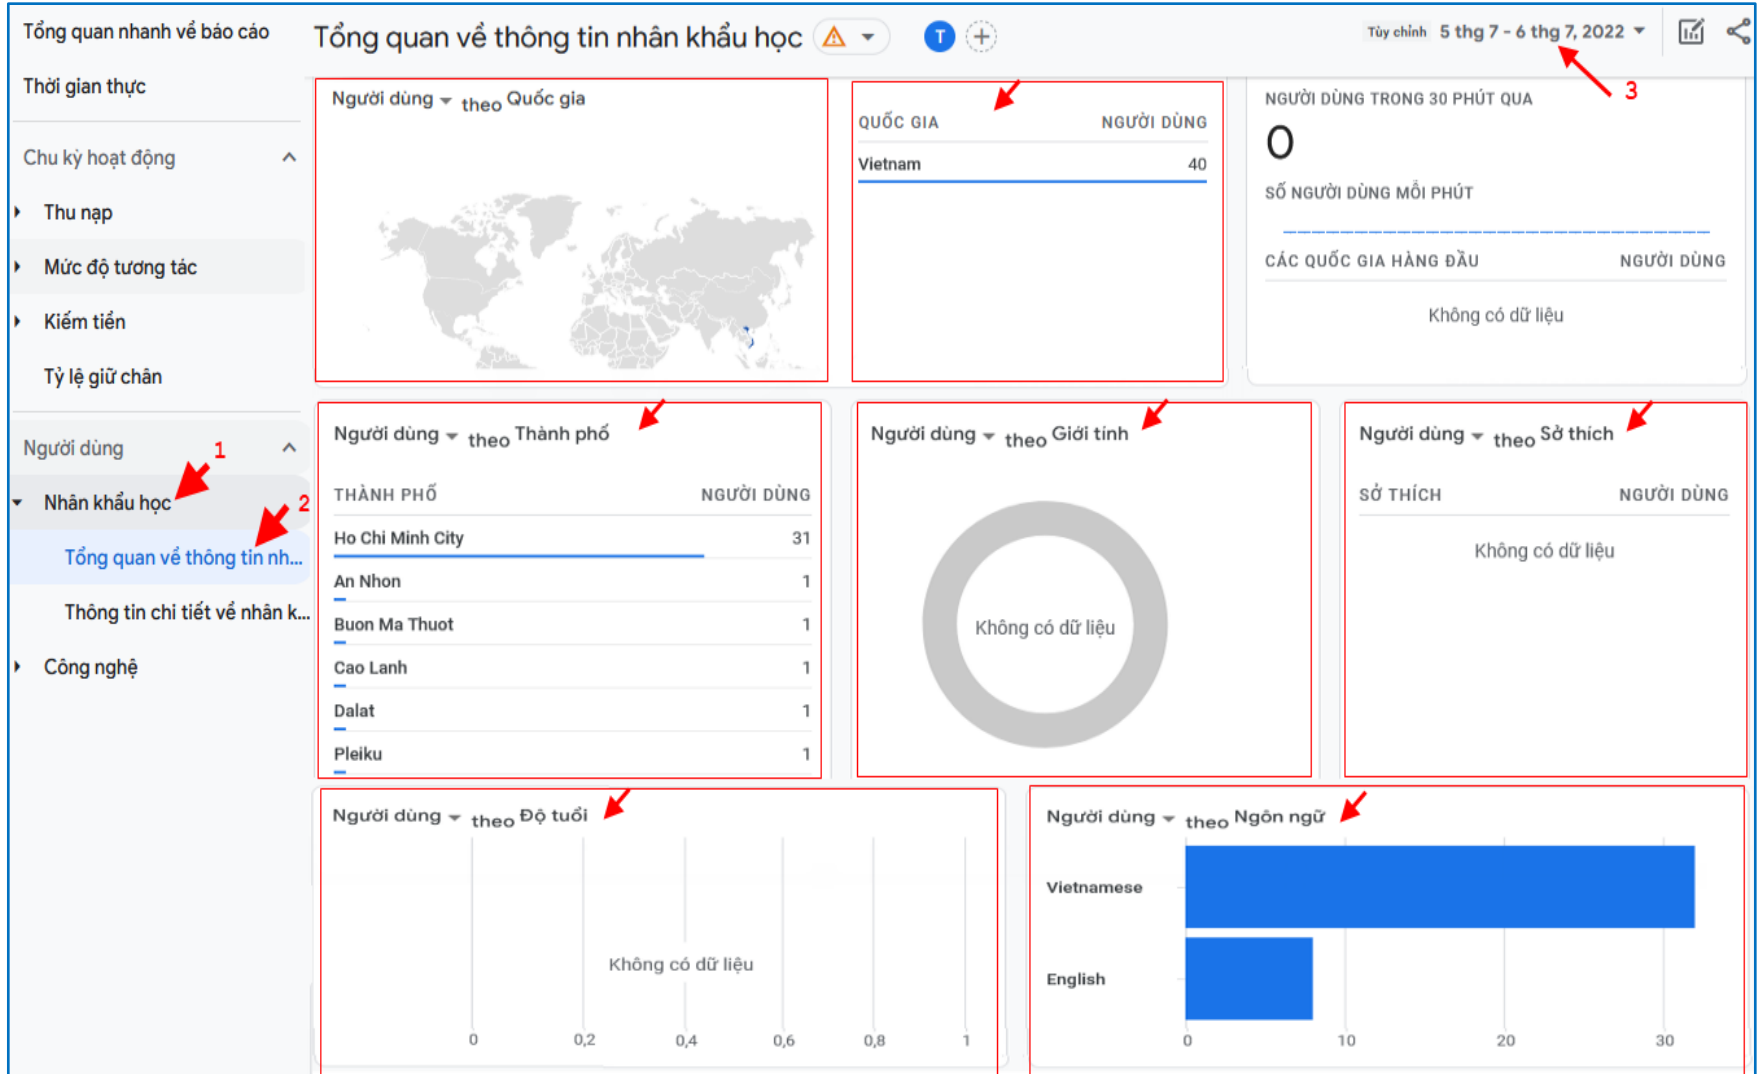 Tổng quan nhanh về báo cáo
Thời gian thực
Chu kỳ hoạt động
Thu nạp
Mức độ tương tác
Kiếm tiền
Tỷ lệ giữ chân
Người dùng
1
Nhân khẩu học
2
Tổng quan về thông tin nh...
Thông tin chi tiết về nhân k...
Công nghệ
Tổng quan về thông tin nhân khẩu học
T
Tùy chỉnh 5 thg 7 - 6 thg 7, 2022
3
Người dùng theo Quốc gia
QUỐC GIA NGƯỜI DÙNG
Vietnam 40
NGƯỜI DÙNG TRONG 30 PHÚT QUA
0
SỐ NGƯỜI DÙNG MỖI PHÚT
CÁC QUỐC GIA HÀNG ĐẦU NGƯỜI DÙNG
Không có dữ liệu
Người dùng theo Thành phố
THÀNH PHỐ NGƯỜI DÙNG
Ho Chi Minh City 31
An Nhon 1
Buon Ma Thuot 1
Cao Lanh 1
Dalat 1
Pleiku 1
Người dùng theo Giới tính
Không có dữ liệu
Người dùng theo Sở thích
SỞ THÍCH NGƯỜI DÙNG
Không có dữ liệu
Người dùng theo Độ tuổi
Không có dữ liệu
0 0,2 0,4 0,6 0,8 1
Người dùng theo Ngôn ngữ
Vietnamese
English
0 10 20 30